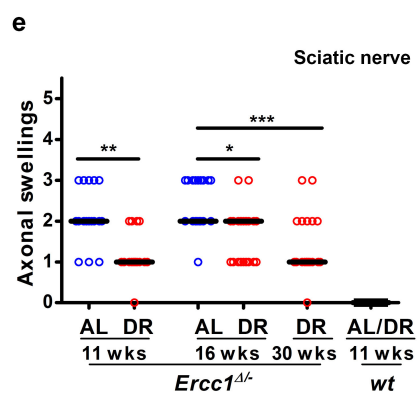 e
Sciatic nerve
Axonal swellings
5
4
3
2
1
0
***
** *
AL DR AL DR DR AL/DR
11 wks 16 wks 30 wks 11 wks
Ercc1Δ/- wt